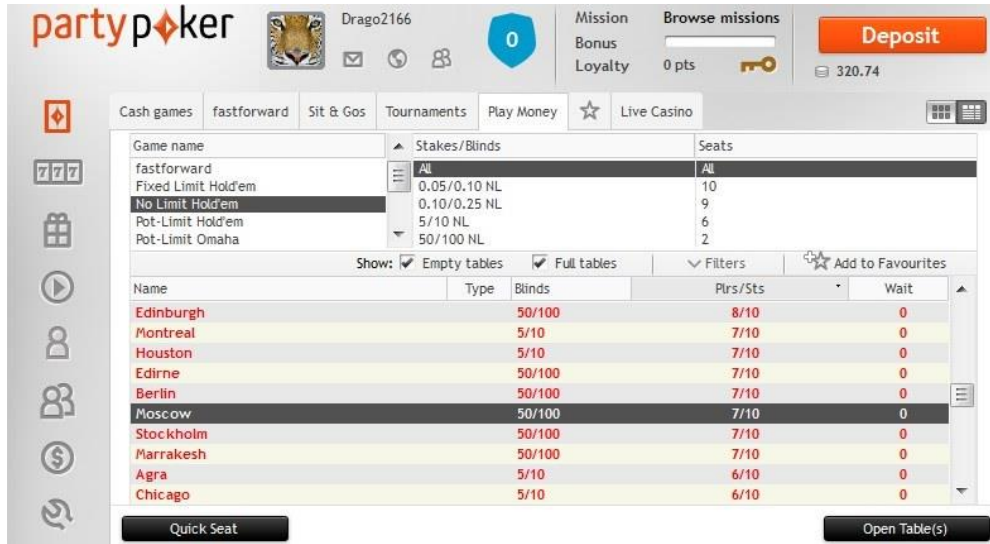 partypoker
Drago2166
0
Mission Browse missions
Bonus
Loyalty 0 pts
Deposit
320.74
777
Cash games fastforward Sit & Gos Tournaments Play Money Live Casino
Game name Stakes/Blinds Seats
fastforward All All
Fixed Limit Hold'em 0.05/0.10 NL 10
No Limit Hold'em 0.10/0.25 NL 9
Pot-Limit Hold'em 5/10 NL 6
Pot-Limit Omaha 50/100 NL 2
Show: Empty tables Full tables Filters Add to Favourites
Name Type Blinds Plrs/Sts Wait
Edinburgh 50/100 8/10 0
Montreal 5/10 7/10 0
Houston 5/10 7/10 0
Edirne 50/100 7/10 0
Berlin 50/100 7/10 0
Moscow 50/100 7/10 0
Stockholm 50/100 7/10 0
Marrakesh 50/100 7/10 0
Agra 5/10 6/10 0
Chicago 5/10 6/10 0
Quick Seat Open Table(s)